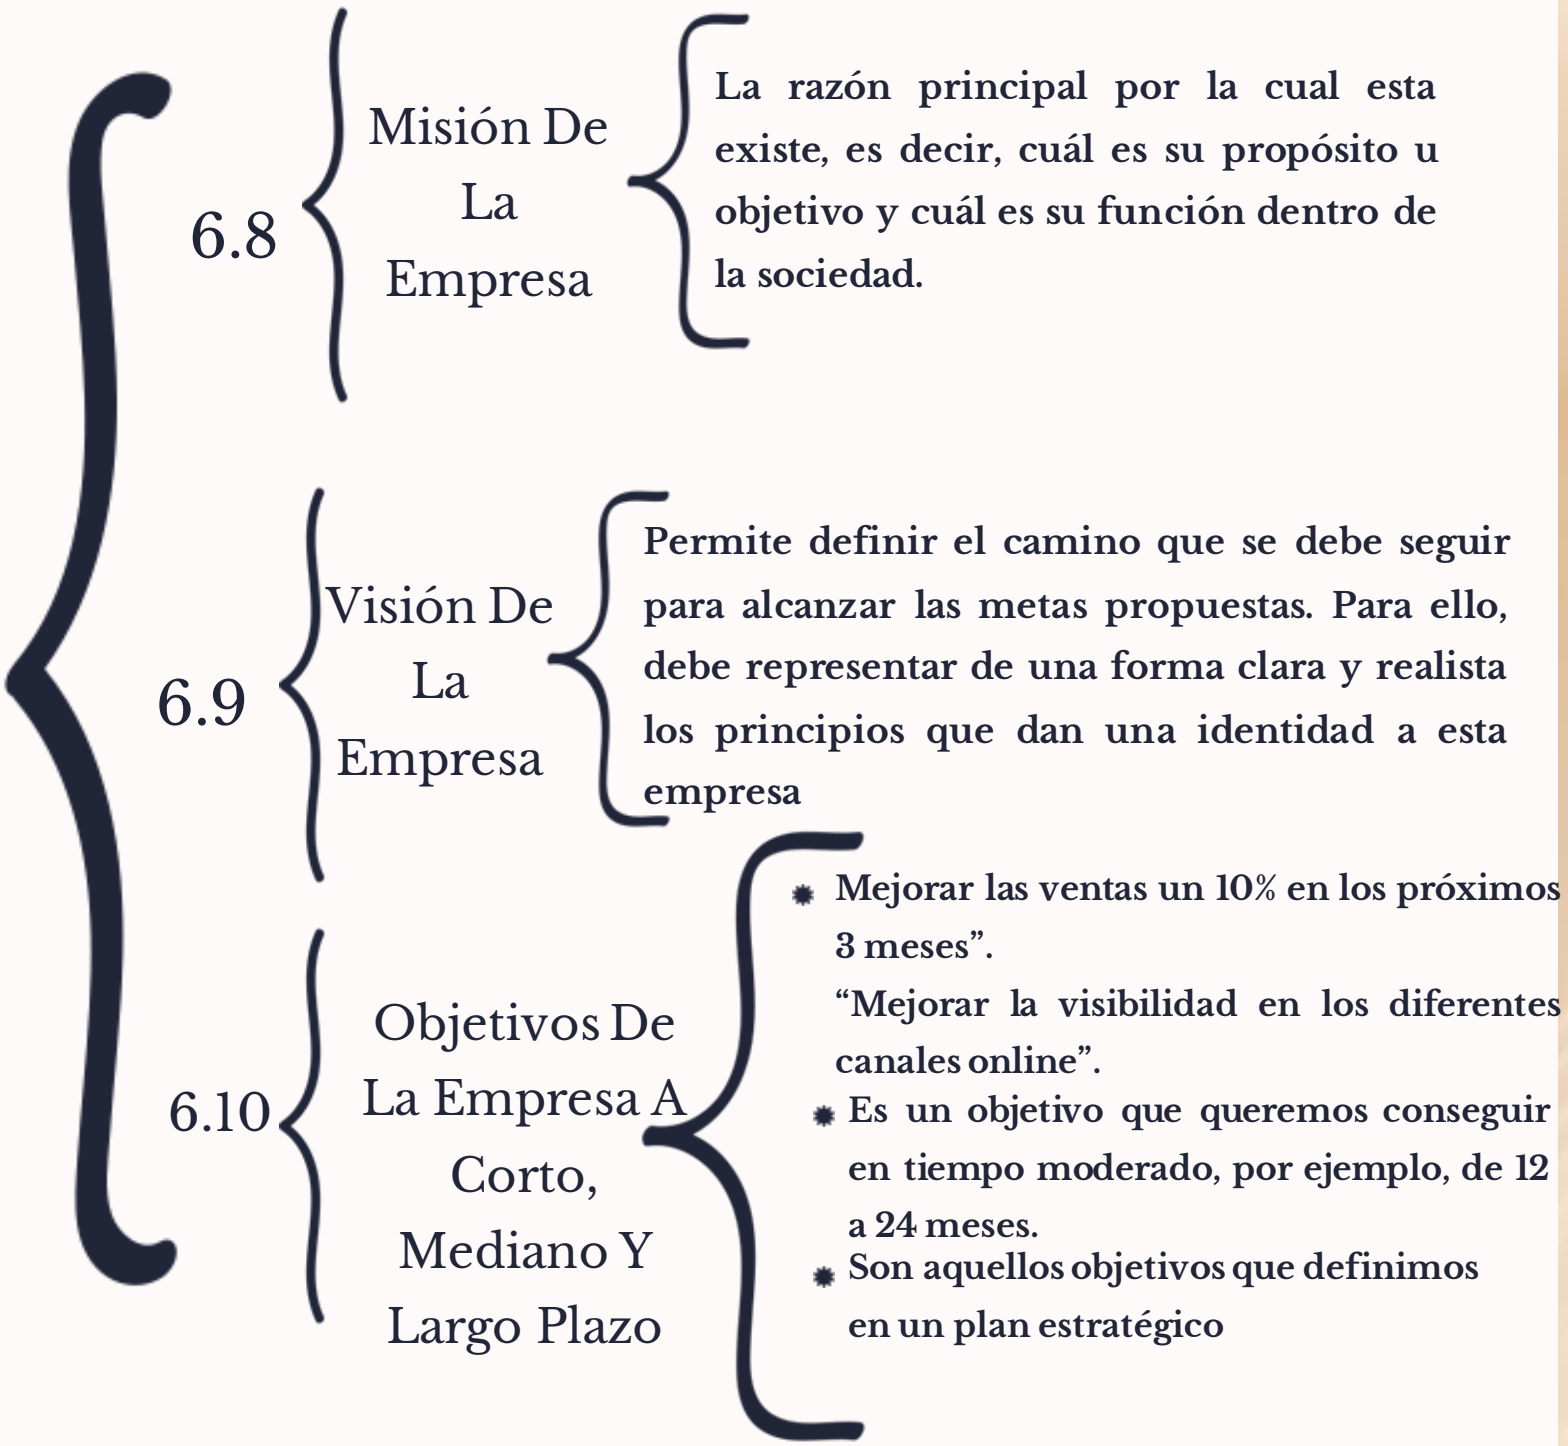 6.8
Misión De
La
Empresa
La razón principal por la cual esta
existe, es decir, cuál es su propósito u
objetivo y cuál es su función dentro de
la sociedad.
6.9
Visión De
La
Empresa
Permite definir el camino que se debe seguir
para alcanzar las metas propuestas. Para ello,
debe representar de una forma clara y realista
los principios que dan una identidad a esta
empresa
6.10
Objetivos De
La Empresa A
Corto,
Mediano Y
Largo Plazo
Mejorar las ventas un 10% en los próximos
3 meses”.
“Mejorar la visibilidad en los diferentes
canales online”.
Es un objetivo que queremos conseguir
en tiempo moderado, por ejemplo, de 12
a 24 meses.
Son aquellos objetivos que definimos
en un plan estratégico